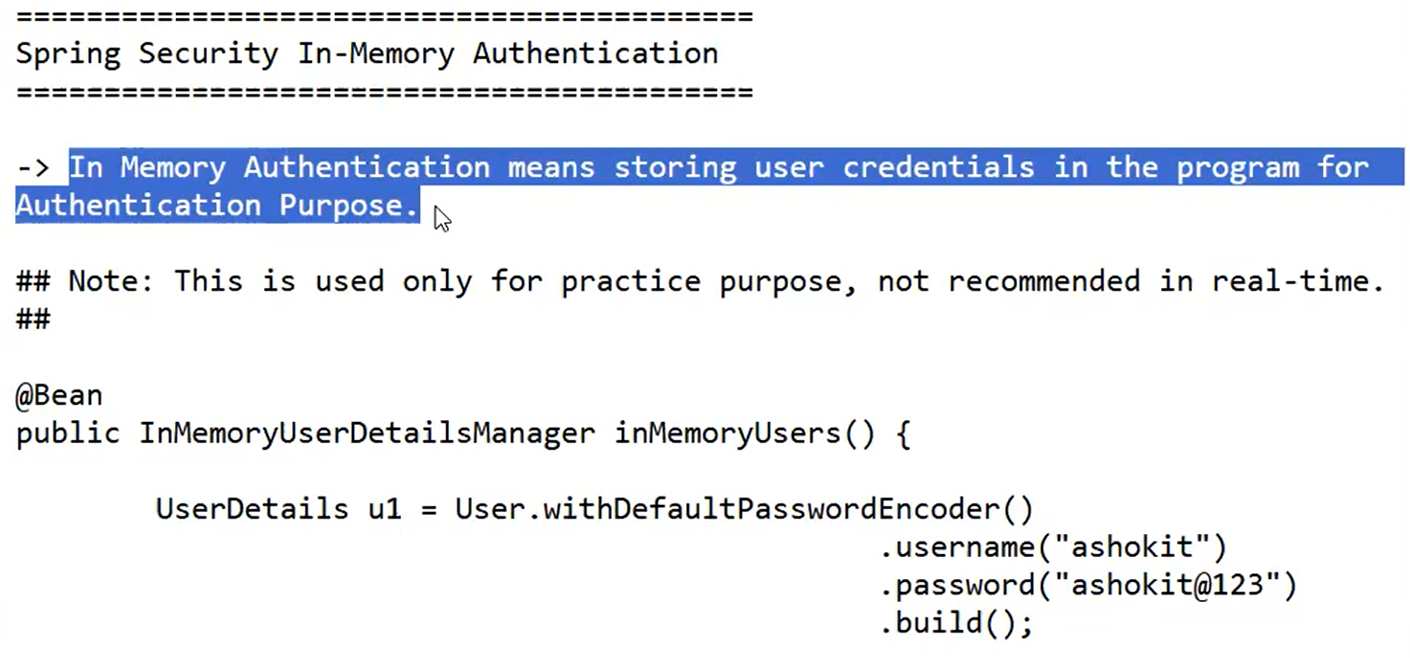 ==========================================
Spring Security In-Memory Authentication
==========================================
-> In Memory Authentication means storing user credentials in the program for
Authentication Purpose.
## Note: This is used only for practice purpose, not recommended in real-time.
##
@Bean
public InMemoryUserDetailsManager inMemoryUsers() {
UserDetails u1 = User.withDefaultPasswordEncoder()
.username("ashokit")
.password("ashokit@123")
.build();